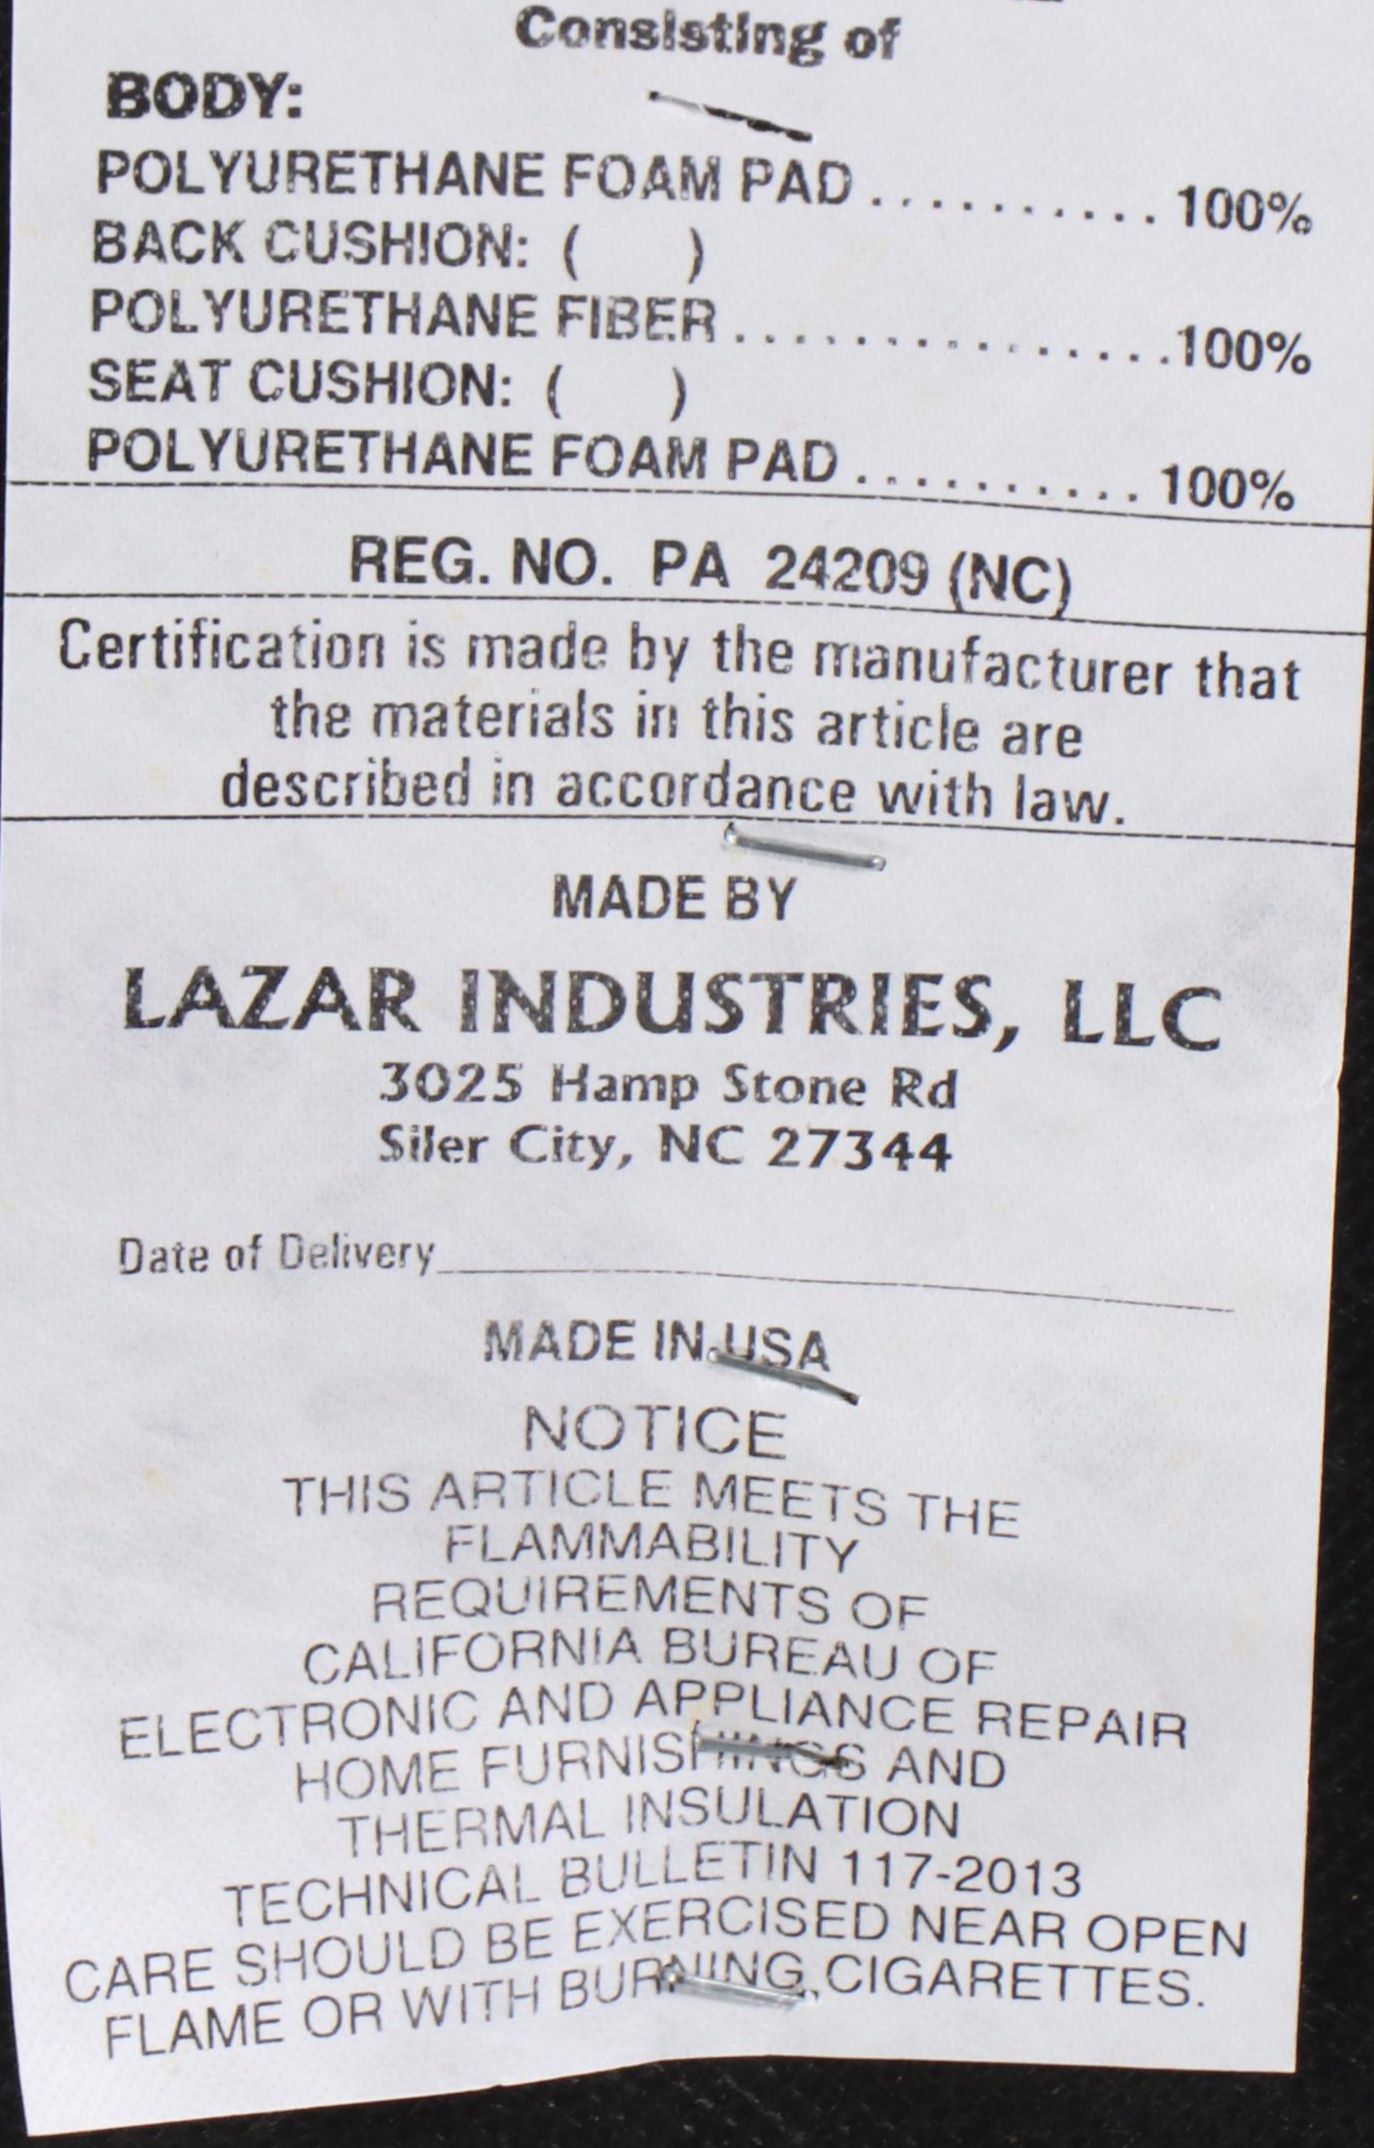 Consisting of
BODY:
POLYURETHANE FOAM PAD .......... 100%
BACK CUSHION: ( )
POLYURETHANE FIBER ............... 100%
SEAT CUSHION: ( )
POLYURETHANE FOAM PAD .......... 100%
REG. NO. PA 24209 (NC)
Certification is made by the manufacturer that
the materials in this article are
described in accordance with law.
MADE BY
LAZAR INDUSTRIES, LLC
3025 Hamp Stone Rd
Siler City, NC 27344
Date of Delivery
MADE IN USA
NOTICE
THIS ARTICLE MEETS THE
FLAMMABILITY
REQUIREMENTS OF
CALIFORNIA BUREAU OF
ELECTRONIC AND APPLIANCE REPAIR
HOME FURNISHINGS AND
THERMAL INSULATION
TECHNICAL BULLETIN 117-2013
CARE SHOULD BE EXERCISED NEAR OPEN
FLAME OR WITH BURNING CIGARETTES.